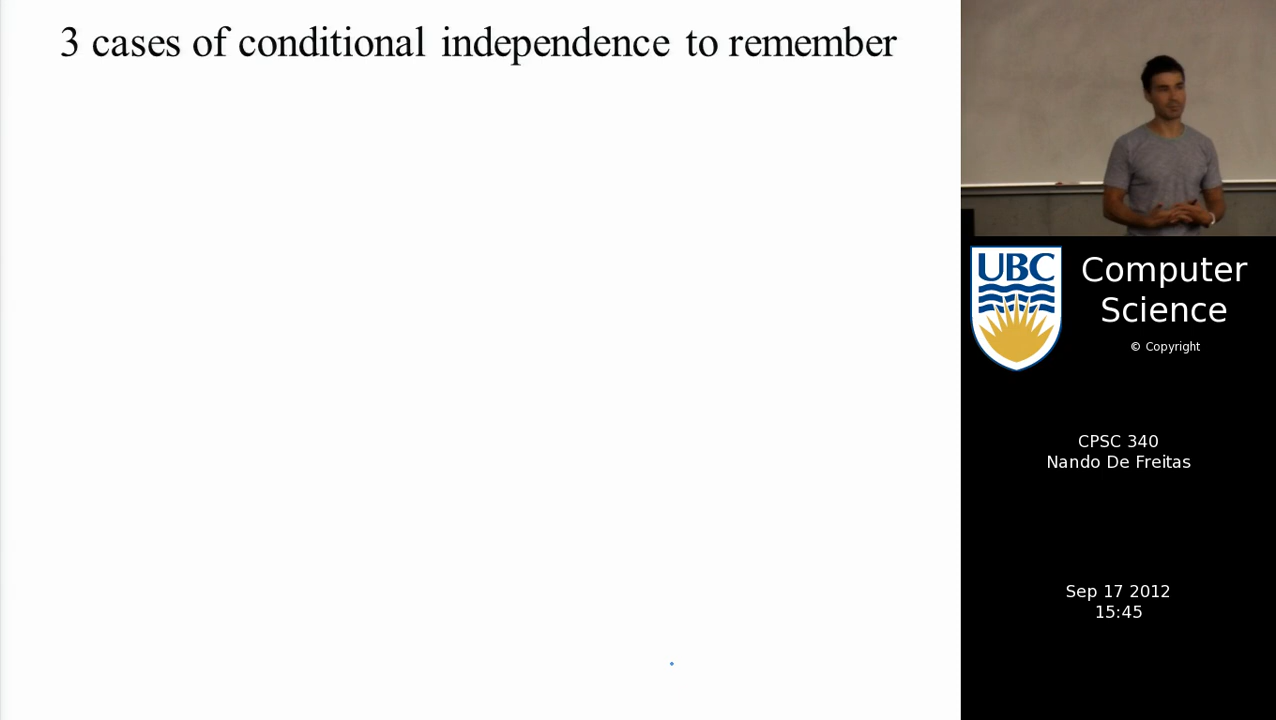 3 cases of conditional independence to remember
UBC
Computer
Science
© Copyright
CPSC 340
Nando De Freitas
Sep 17 2012
15:45